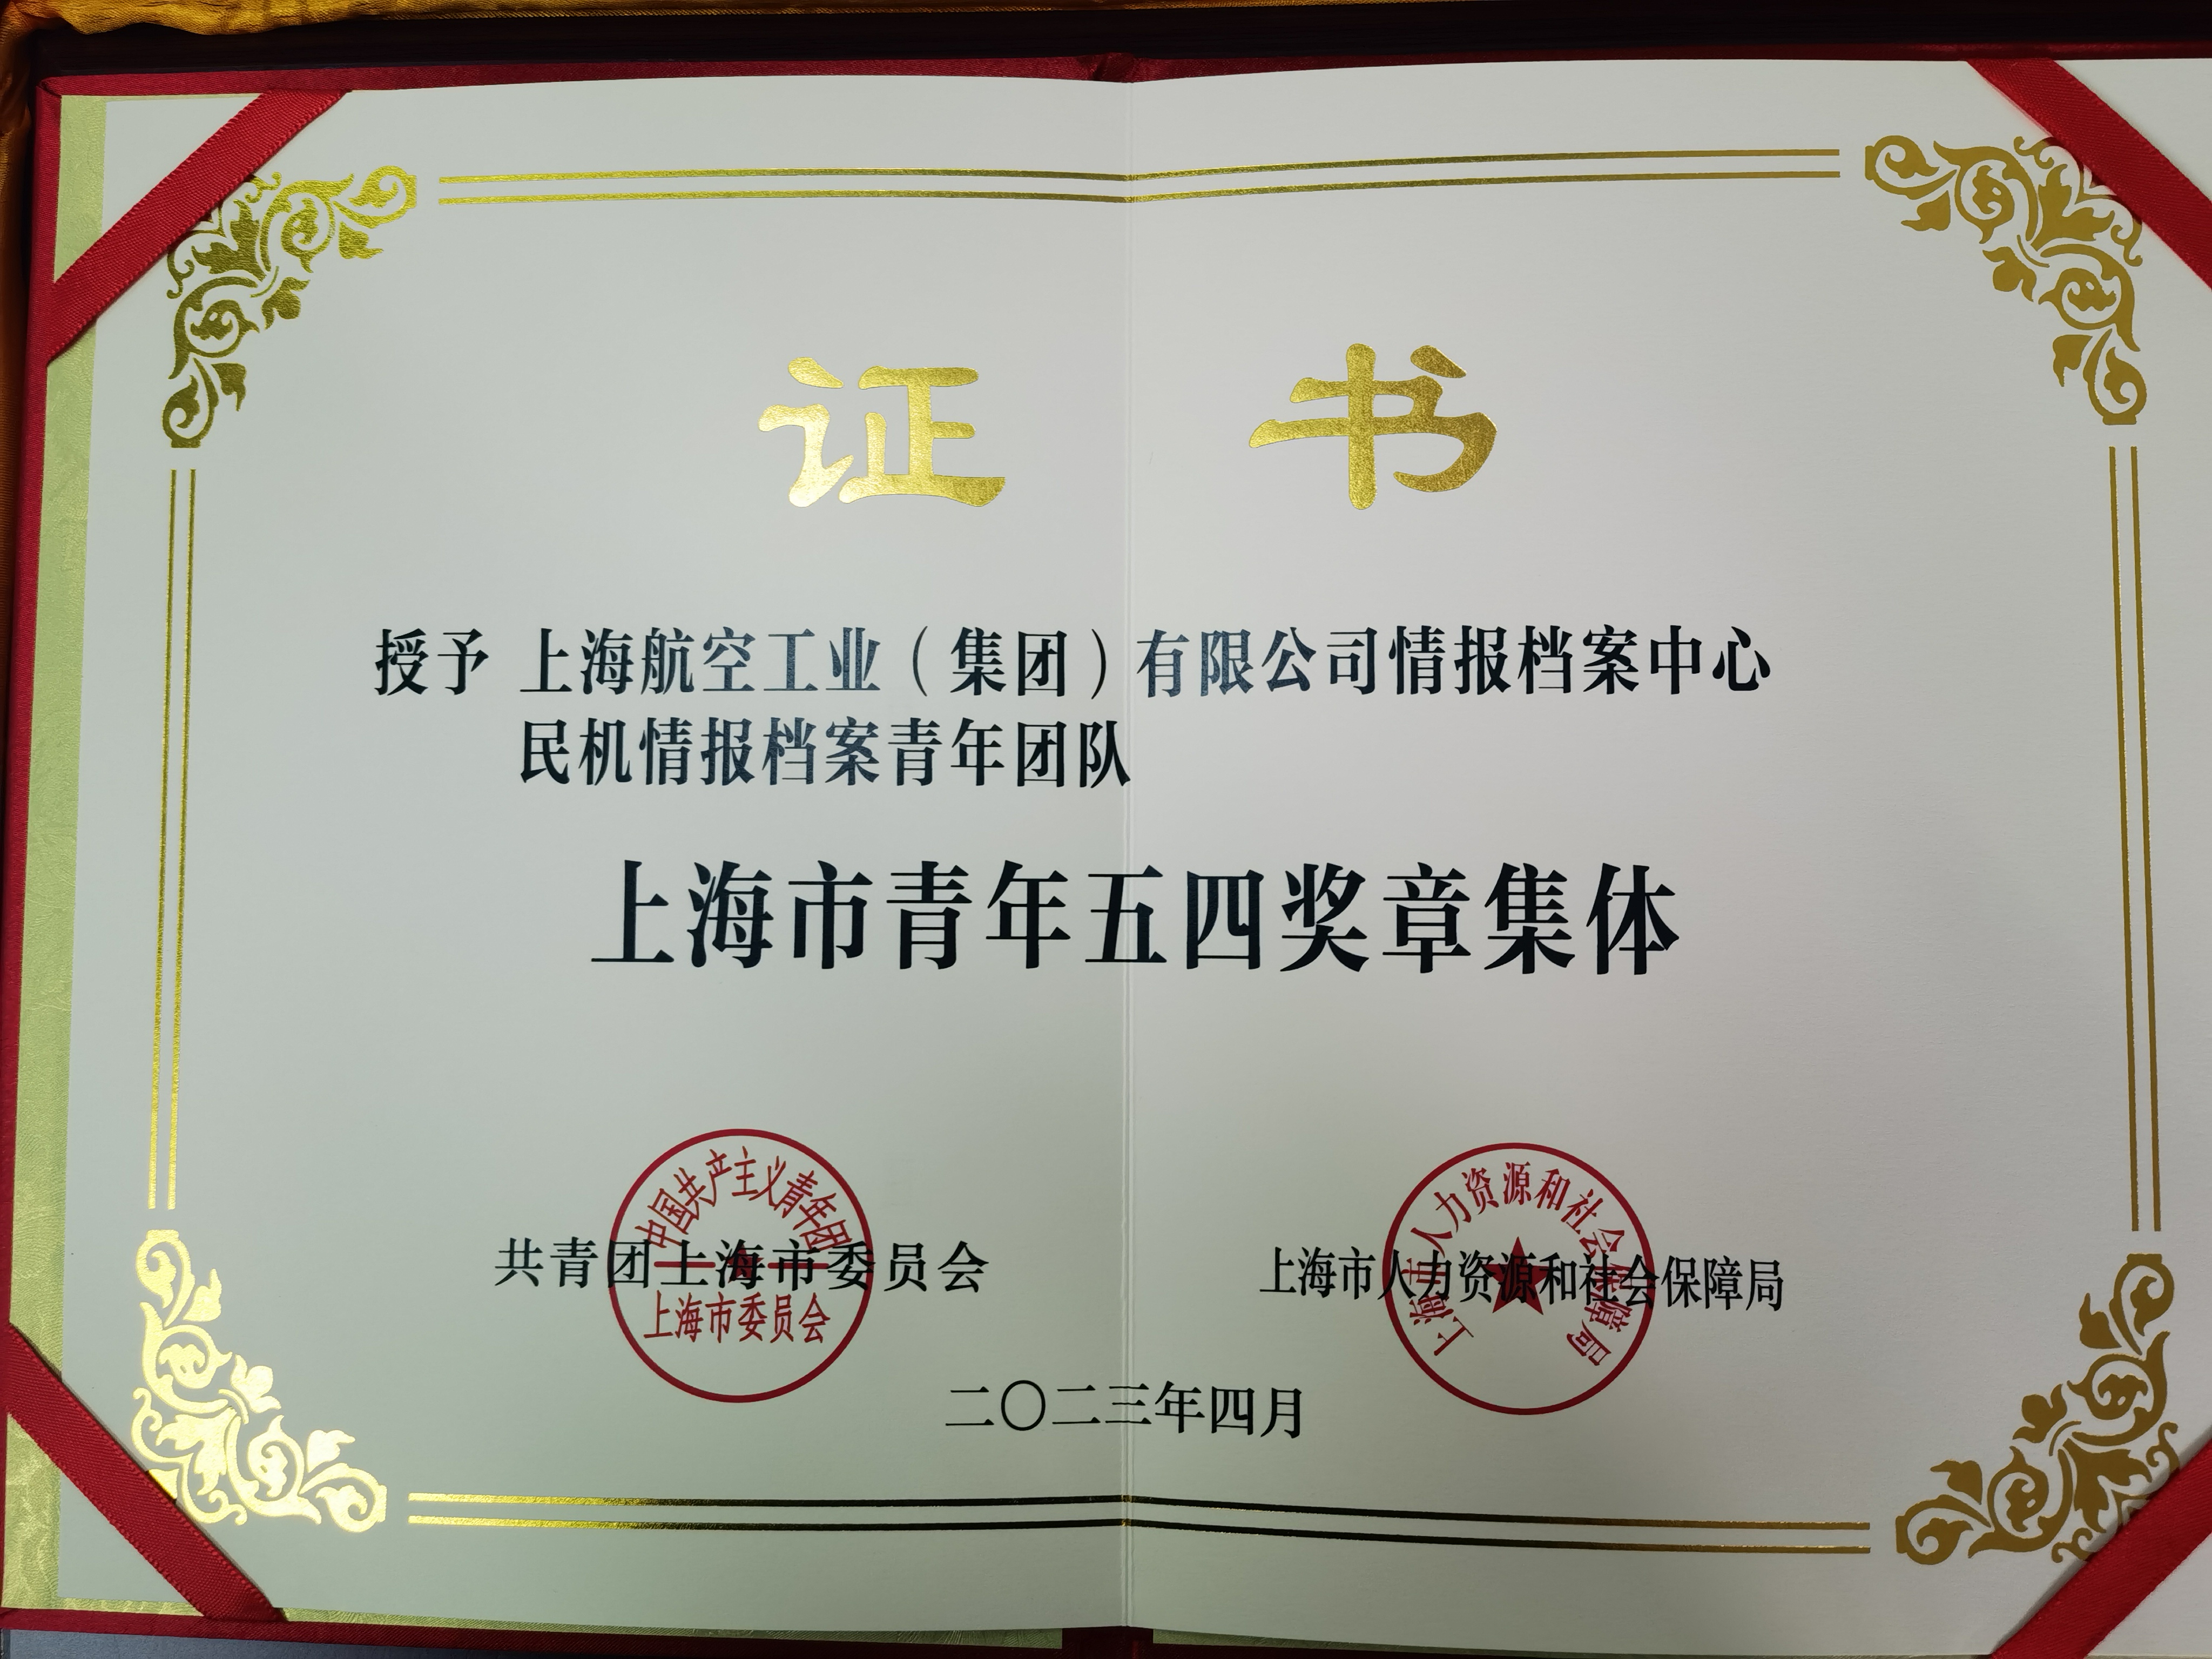 证 书
授予 上海航空工业（集团）有限公司情报档案中心
民机情报档案青年团队
上海市青年五四奖章集体
中国共产主义青年团
上海市委员会
共青团上海市委员会
上海市人力资源和社会保障局
上海市人力资源和社会保障局
二〇二三年四月